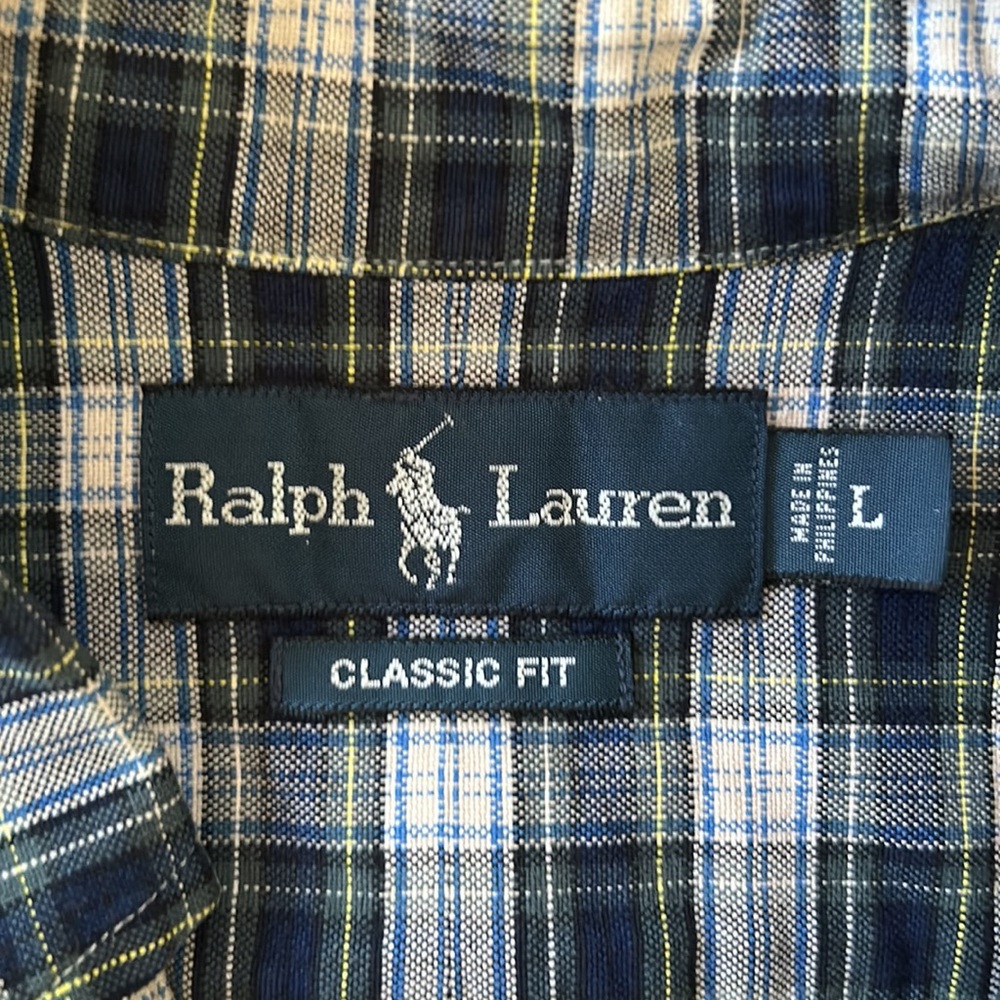 Ralph Lauren
MADE IN
PHILIPPINES
L
CLASSIC FIT